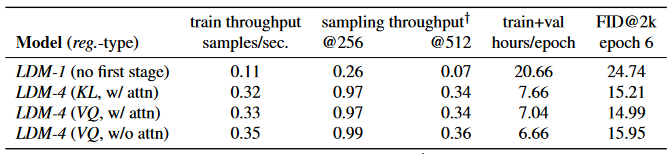 train throughput sampling throughput† train+val FID@2k
Model (reg.-type) samples/sec. @256 @512 hours/epoch epoch 6
LDM-1 (no first stage) 0.11 0.26 0.07 20.66 24.74
LDM-4 (KL, w/ attn) 0.32 0.97 0.34 7.66 15.21
LDM-4 (VQ, w/ attn) 0.33 0.97 0.34 7.04 14.99
LDM-4 (VQ, w/o attn) 0.35 0.99 0.36 6.66 15.95